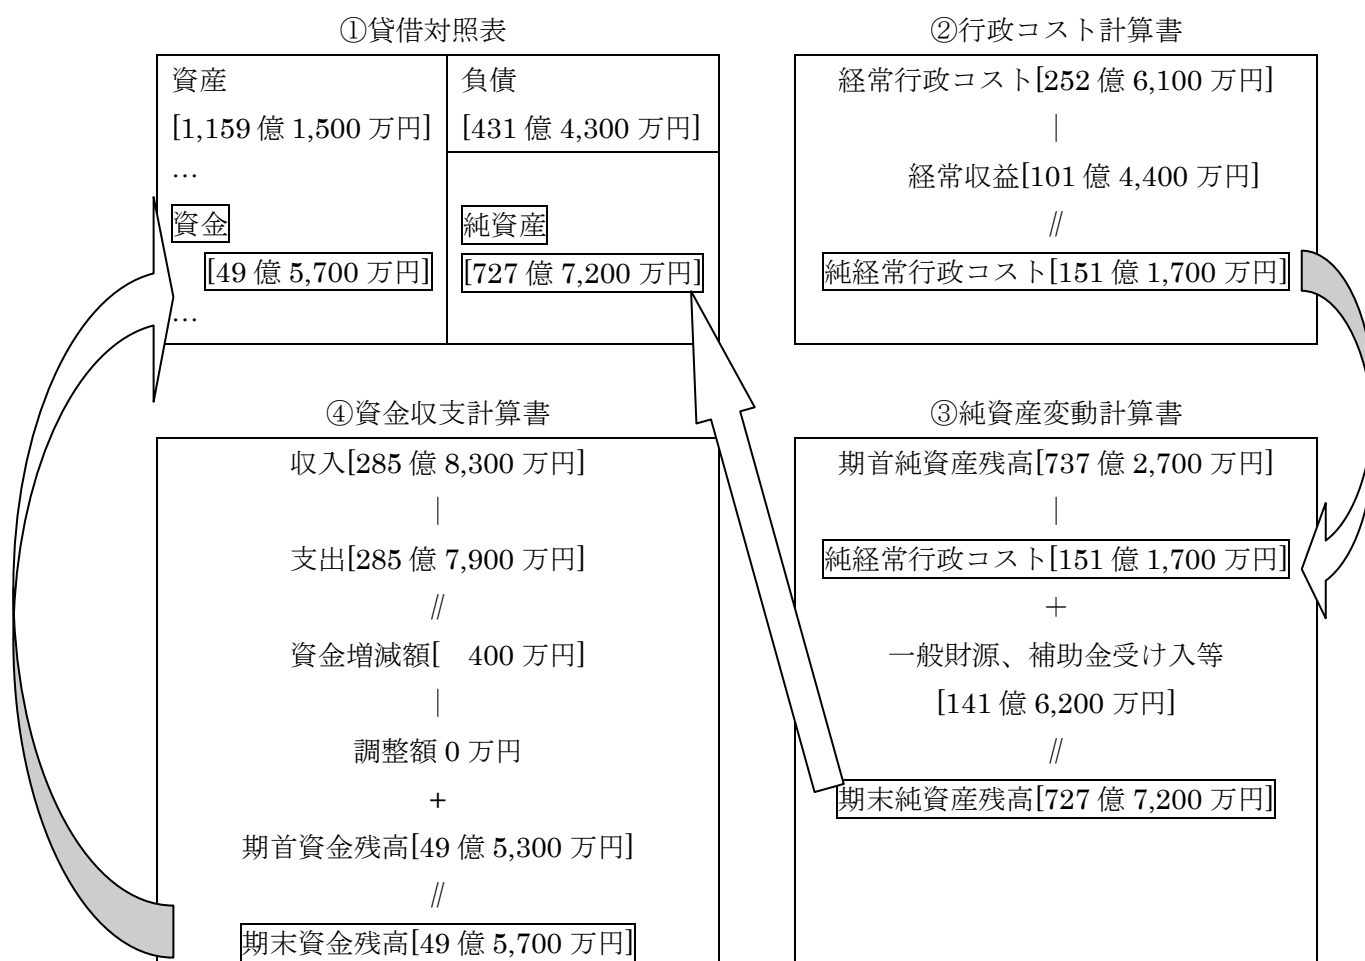 ①貸借対照表
資産
[1,159 億 1,500 万円]
…
資金
[49 億 5,700 万円]
…
負債
[431 億 4,300 万円]
純資産
[727 億 7,200 万円]
②行政コスト計算書
経常行政コスト[252 億 6,100 万円]
|
経常収益[101 億 4,400 万円]
//
純経常行政コスト[151 億 1,700 万円]
④資金収支計算書
収入[285 億 8,300 万円]
|
支出[285 億 7,900 万円]
//
資金増減額[ 400 万円]
|
調整額 0 万円
+
期首資金残高[49 億 5,300 万円]
//
期末資金残高[49 億 5,700 万円]
③純資産変動計算書
期首純資産残高[737 億 2,700 万円]
|
純経常行政コスト[151 億 1,700 万円]
＋
一般財源、補助金受け入等
[141 億 6,200 万円]
//
期末純資産残高[727 億 7,200 万円]